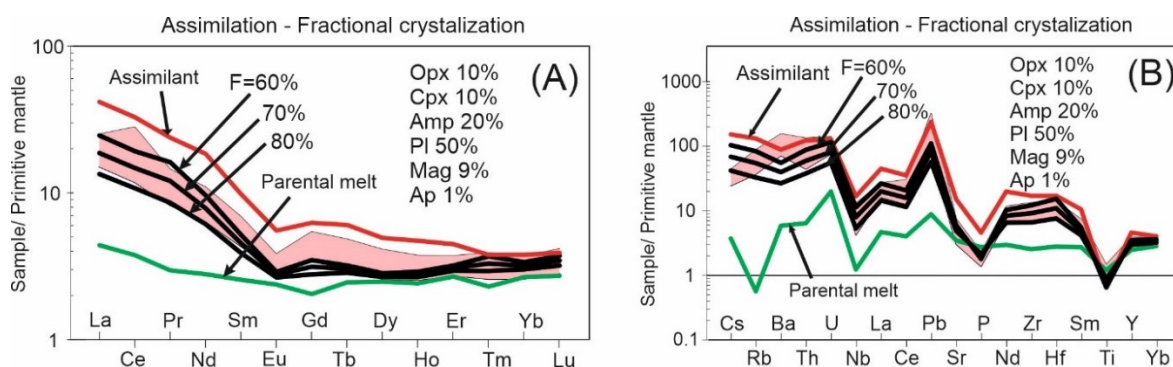 Assimilation - Fractional crystalization
(A)
100
10
1
Sample/ Primitive mantle
Assimilant
F=60%
70%
80%
Parental melt
Opx 10%
Cpx 10%
Amp 20%
Pl 50%
Mag 9%
Ap 1%
La Pr Sm Gd Dy Er Yb
Ce Nd Eu Tb Ho Tm Lu
Assimilation - Fractional crystalization
(B)
1000
100
10
1
0.1
Sample/ Primitive mantle
Assimilant
F=60%
70%
80%
Parental melt
Opx 10%
Cpx 10%
Amp 20%
Pl 50%
Mag 9%
Ap 1%
Cs Ba U La Pb P Zr Sm Y
Rb Th Nb Ce Sr Nd Hf Ti Yb